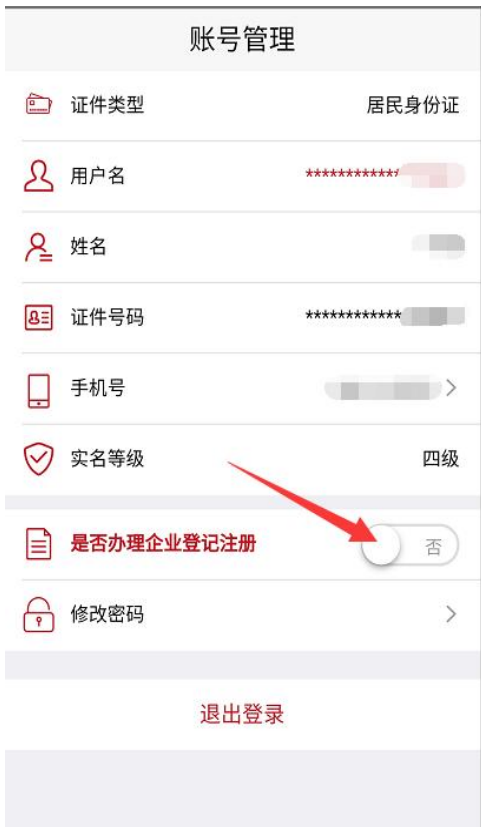 账号管理
证件类型 居民身份证
用户名 ************
姓名
证件号码 ************
手机号
实名等级 四级
是否办理企业登记注册 否
修改密码
退出登录